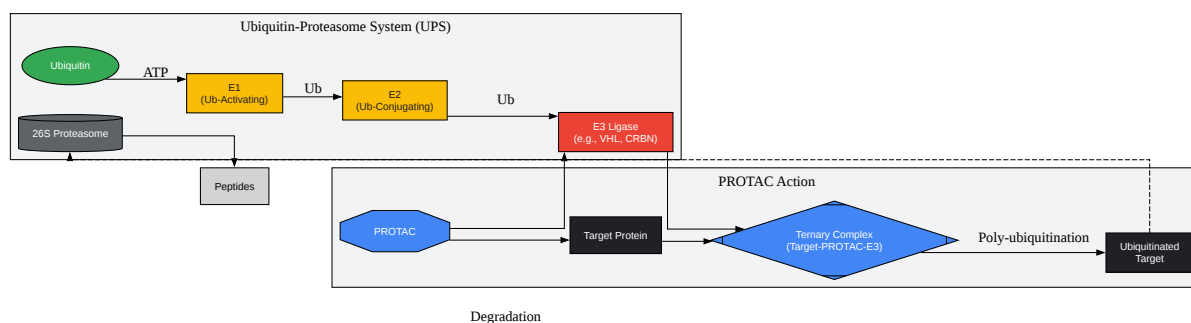 Ubiquitin-Proteasome System (UPS)
Ubiquitin
ATP
E1
(Ub-Activating)
Ub
E2
(Ub-Conjugating)
Ub
E3 Ligase
(e.g., VHL, CRBN)
26S Proteasome
Peptides
PROTAC Action
PROTAC
Target Protein
Ternary Complex
(Target-PROTAC-E3)
Poly-ubiquitination
Ubiquitinated
Target
Degradation